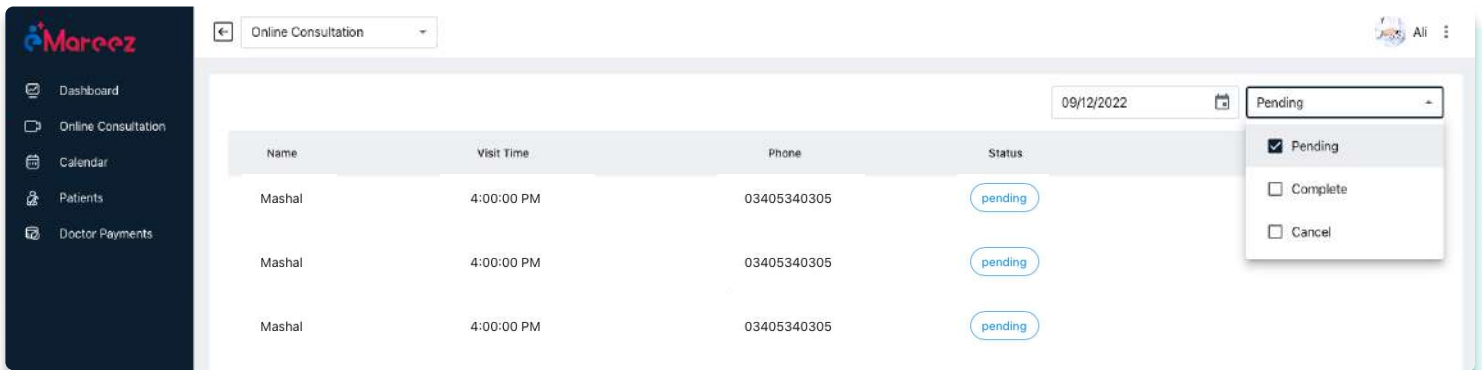 eMareez
Online Consultation
Ali
Dashboard
Online Consultation
Calendar
Patients
Doctor Payments
09/12/2022
Pending
Pending
Complete
Cancel
Name Visit Time Phone Status
Mashal 4:00:00 PM 03405340305 pending
Mashal 4:00:00 PM 03405340305 pending
Mashal 4:00:00 PM 03405340305 pending